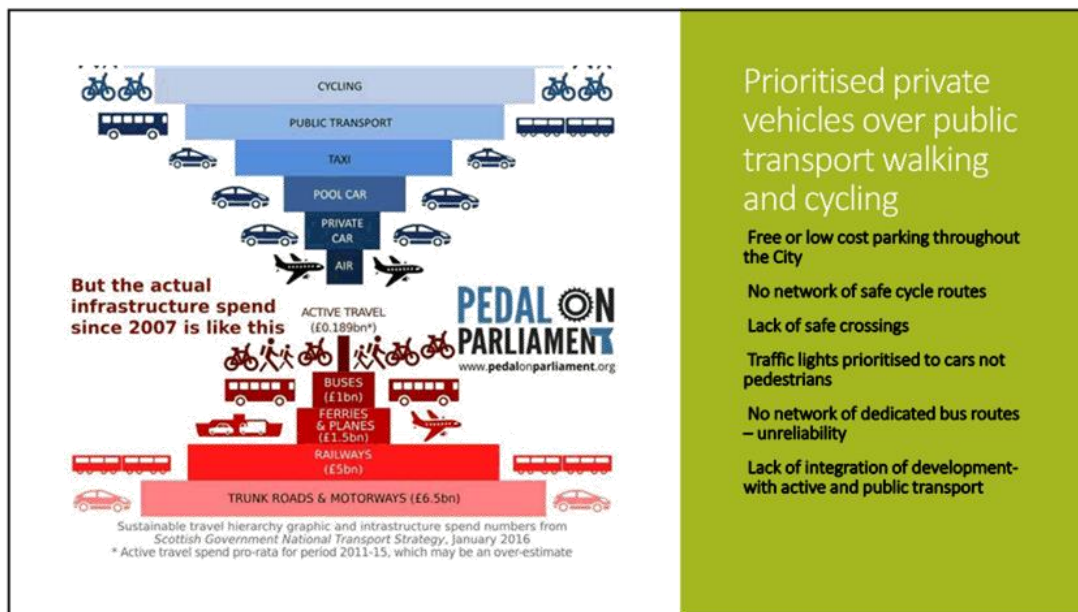 CYCLING
PUBLIC TRANSPORT
TAXI
POOL CAR
PRIVATE
CAR
AIR
But the actual
infrastructure spend
since 2007 is like this
ACTIVE TRAVEL
(£0.189bn*)
PEDAL ON
PARLIAMENT
www.pedalonparliament.org
BUSES
(£1bn)
FERRIES
& PLANES
(£1.5bn)
RAILWAYS
(£5bn)
TRUNK ROADS & MOTORWAYS (£6.5bn)
Sustainable travel hierarchy graphic and intrastructure spend numbers from
Scottish Government National Transport Strategy, January 2016
* Active travel spend pro-rata for period 2011-15, which may be an over-estimate
Prioritised private
vehicles over public
transport walking
and cycling
Free or low cost parking throughout
the City
No network of safe cycle routes
Lack of safe crossings
Traffic lights prioritised to cars not
pedestrians
No network of dedicated bus routes
– unreliability
Lack of integration of development-
with active and public transport